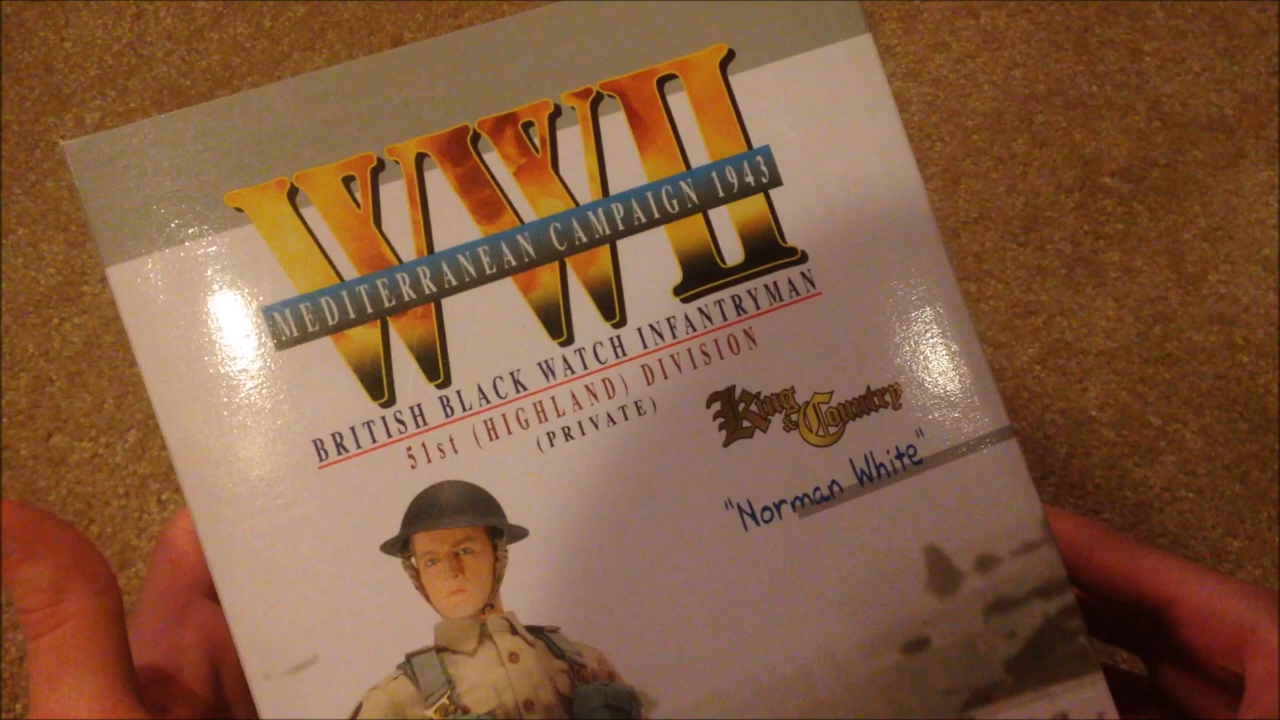 WWII
MEDITERRANEAN CAMPAIGN 1943
BRITISH BLACK WATCH INFANTRYMAN
51st (HIGHLAND) DIVISION
(PRIVATE)
King & Country
"Norman White"